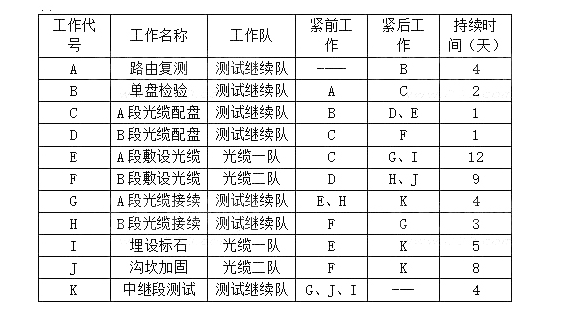 工作代号 工作名称 工作队 紧前工作 紧后工作 持续时间（天）
A 路由复测 测试继续队 ---- B 4
B 单盘检验 测试继续队 A C 2
C A段光缆配盘 测试继续队 B D、E 1
D B段光缆配盘 测试继续队 C F 1
E A段敷设光缆 光缆一队 C G、I 12
F B段敷设光缆 光缆二队 D H、J 9
G A段光缆接续 测试继续队 E、H K 4
H B段光缆接续 测试继续队 F G 3
I 埋设标石 光缆一队 E K 5
J 沟坎加固 光缆二队 F K 8
K 中继段测试 测试继续队 G、J、I --- 4